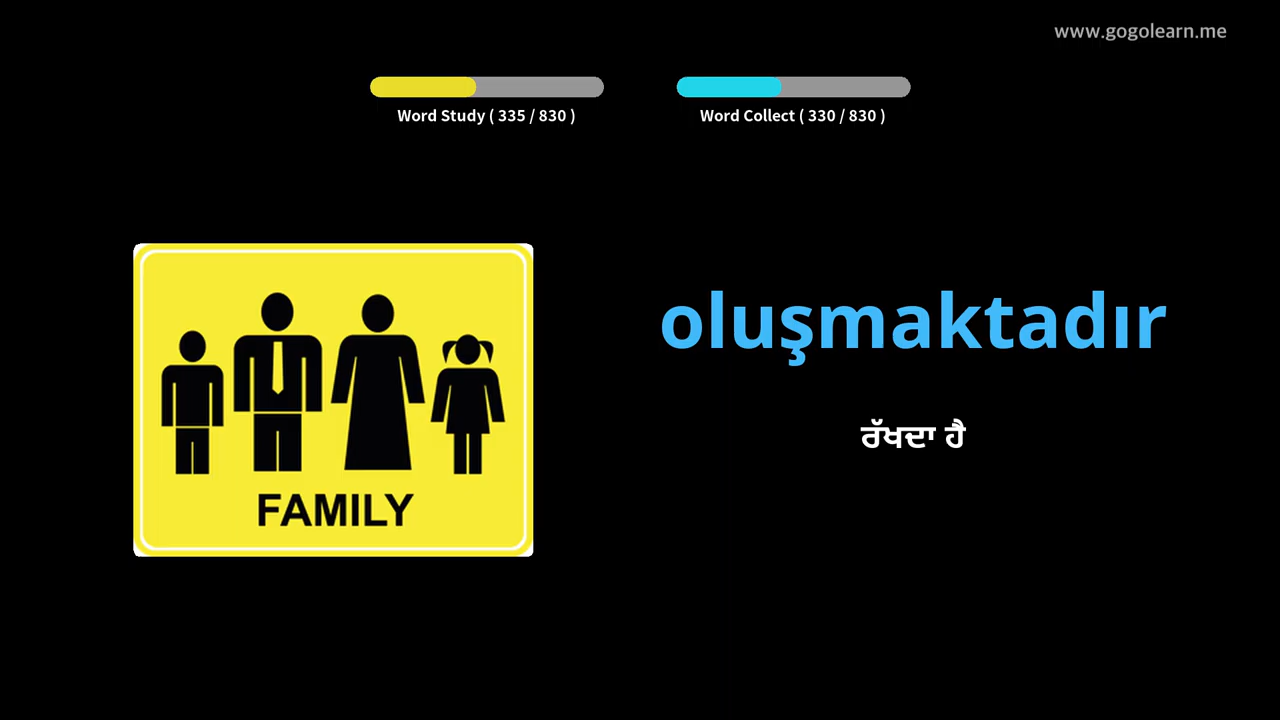 www.gogolearn.me
Word Study ( 335 / 830 )
Word Collect ( 330 / 830 )
oluşmaktadır
ਰੱਖਦਾ ਹੈ
FAMILY